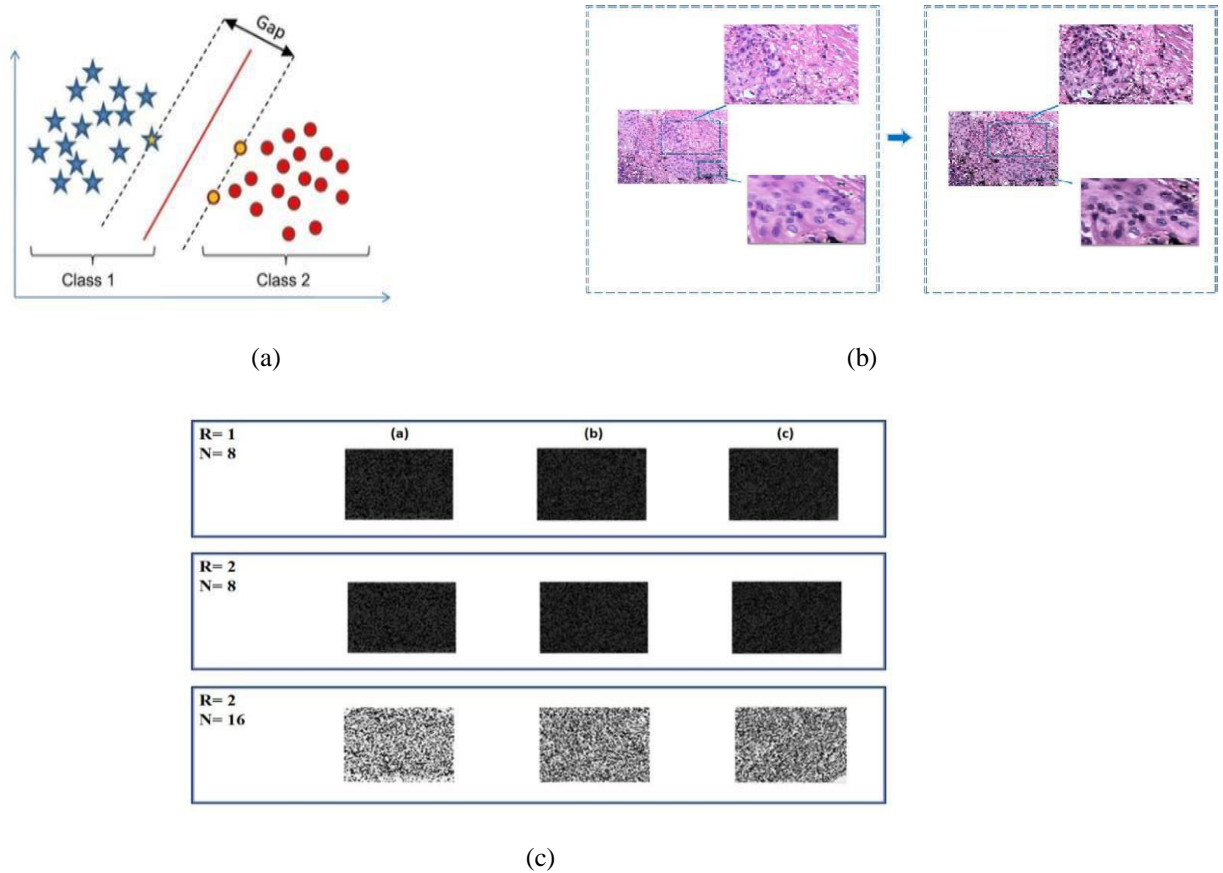 Gap
Class 1
Class 2
(a)
(b)
R= 1
N= 8
(a)
(b)
(c)
R= 2
N= 8
R= 2
N= 16
(c)